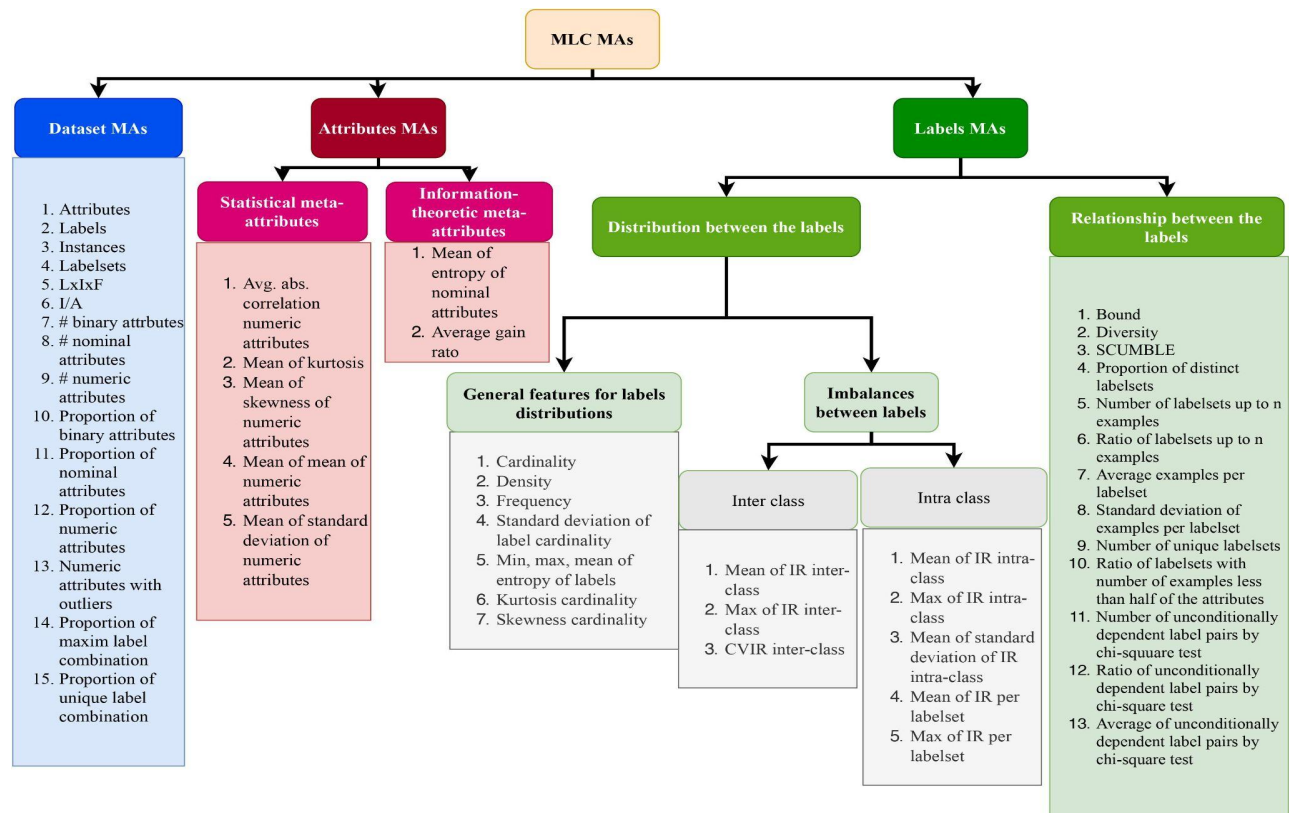 MLC MAs
Dataset MAs
Attributes MAs
Labels MAs
1. Attributes
2. Labels
3. Instances
4. Labelsets
5. LxIxF
6. I/A
7. # binary attrbutes
8. # nominal
attributes
9. # numeric
attributes
10. Proportion of
binary attributes
11. Proportion of
nominal
attributes
12. Proportion of
numeric
attributes
13. Numeric
attributes with
outliers
14. Proportion of
maxim label
combination
15. Proportion of
unique label
combination
Statistical meta-
attributes
1. Avg. abs.
correlation
numeric
attributes
2. Mean of kurtosis
3. Mean of
skewness of
numeric
attributes
4. Mean of mean of
numeric
attributes
5. Mean of standard
deviation of
numeric
attributes
Information-
theoretic meta-
attributes
1. Mean of
entropy of
nominal
attributes
2. Average gain
rato
Distribution between the labels
General features for labels
distributions
1. Cardinality
2. Density
3. Frequency
4. Standard deviation of
label cardinality
5. Min, max, mean of
entropy of labels
6. Kurtosis cardinality
7. Skewness cardinality
Imbalances
between labels
Inter class
1. Mean of IR inter-
class
2. Max of IR inter-
class
3. CVIR inter-class
Intra class
1. Mean of IR intra-
class
2. Max of IR intra-
class
3. Mean of standard
deviation of IR
intra-class
4. Mean of IR per
labelset
5. Max of IR per
labelset
Relationship between the
labels
1. Bound
2. Diversity
3. SCUMBLE
4. Proportion of distinct
labelsets
5. Number of labelsets up to n
examples
6. Ratio of labelsets up to n
examples
7. Average examples per
labelset
8. Standard deviation of
examples per labelset
9. Number of unique labelsets
10. Ratio of labelsets with
number of examples less
than half of the attributes
11. Number of unconditionally
dependent label pairs by
chi-squuare test
12. Ratio of unconditionally
dependent label pairs by
chi-square test
13. Average of unconditionally
dependent label pairs by
chi-square test